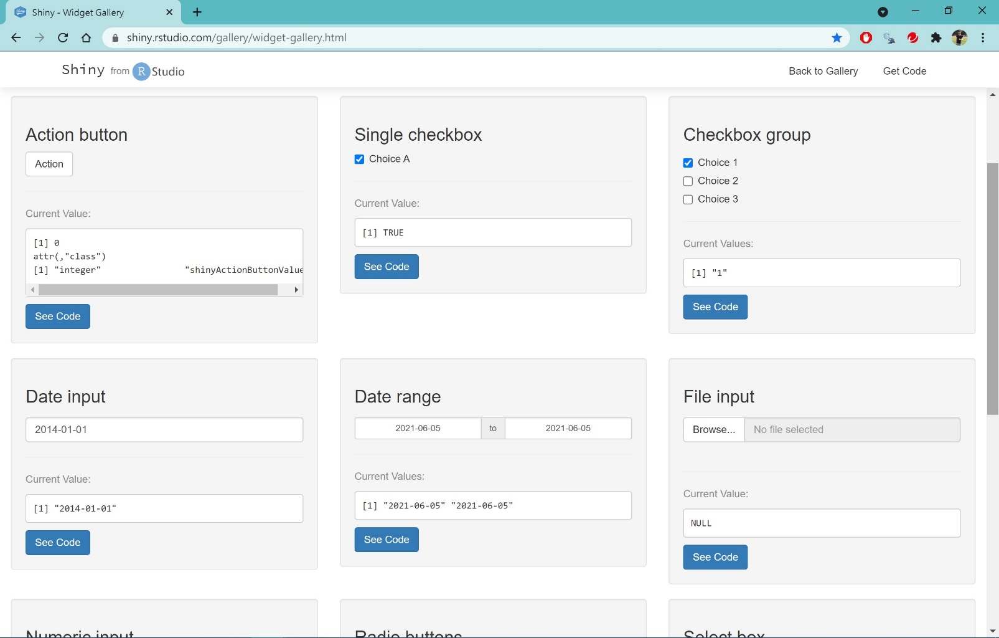 Shiny - Widget Gallery
shiny.rstudio.com/gallery/widget-gallery.html
Shiny from R Studio
Back to Gallery
Get Code
Action button
Action
Current Value:
[1] 0
attr(,"class")
[1] "integer" "shinyActionButtonValue
See Code
Single checkbox
Choice A
Current Value:
[1] TRUE
See Code
Checkbox group
Choice 1
Choice 2
Choice 3
Current Values:
[1] "1"
See Code
Date input
2014-01-01
Current Value:
[1] "2014-01-01"
See Code
Date range
2021-06-05 to 2021-06-05
Current Values:
[1] "2021-06-05" "2021-06-05"
See Code
File input
Browse... No file selected
Current Value:
NULL
See Code
Numeric input
Radio buttons
Select box